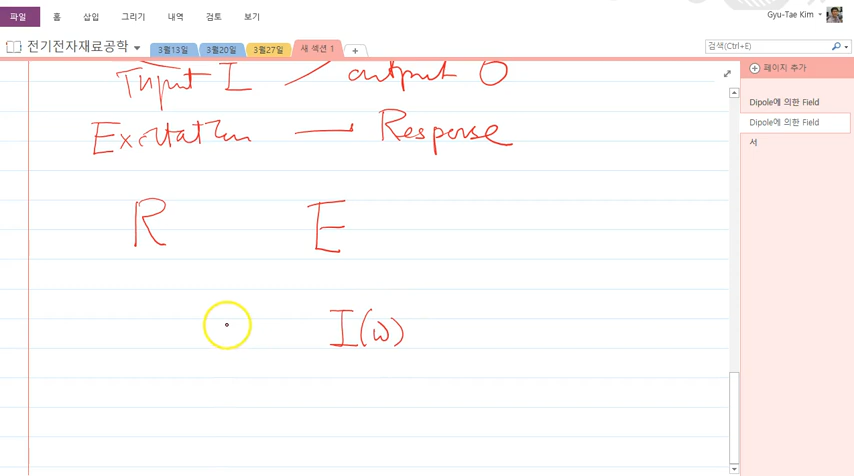 파일 홈 삽입 그리기 내역 검토 보기 Gyu-Tae Kim
전기전자재료공학 3월13일 3월20일 3월27일 새 섹션 1 + 검색(Ctrl+E)
페이지 추가
Dipole에 의한 Field
Dipole에 의한 Field
서
Input I output O
Excitation Response
R E
I(ω)